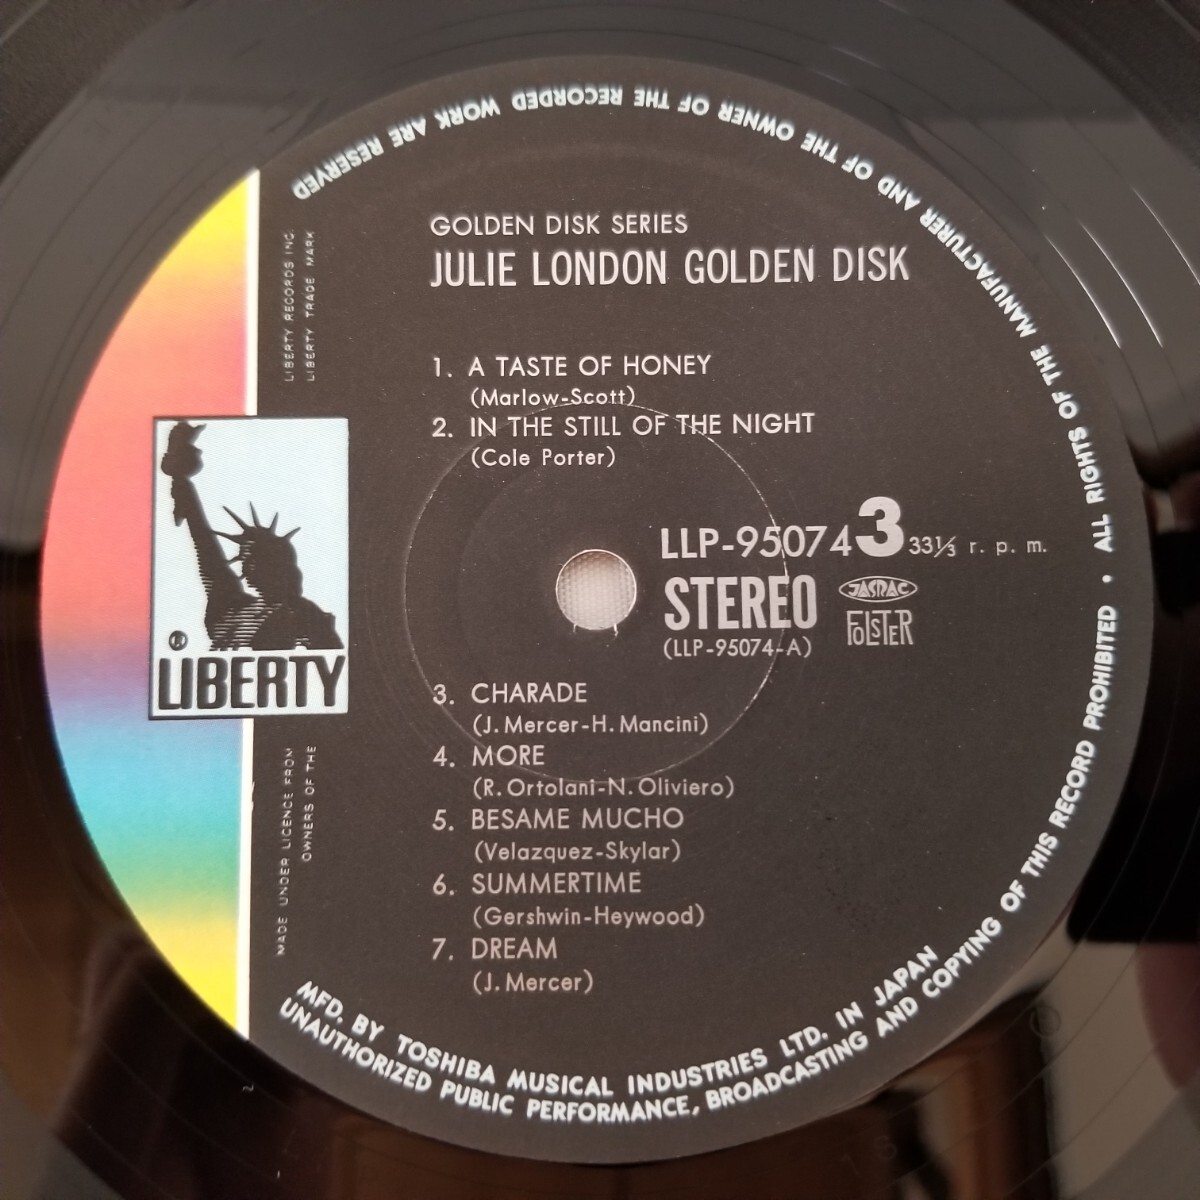 GOLDEN DISK SERIES
JULIE LONDON GOLDEN DISK
1. A TASTE OF HONEY
(Marlow-Scott)
2. IN THE STILL OF THE NIGHT
(Cole Porter)
LLP-95074 3 33⅓ r. p. m.
STEREO
JASRAC
(LLP-95074-A)
FOLSTER
3. CHARADE
(J. Mercer-H. Mancini)
4. MORE
(R. Ortolani-N. Oliviero)
5. BESAME MUCHO
(Velazquez-Skylar)
6. SUMMERTIME
(Gershwin-Heywood)
7. DREAM
(J. Mercer)
LIBERTY RECORDS INC.
LIBERTY TRADE MARK
®
LIBERTY
MADE UNDER LICENCE FROM
OWNERS OF THE
MFD. BY TOSHIBA MUSICAL INDUSTRIES LTD. IN JAPAN
UNAUTHORIZED PUBLIC PERFORMANCE, BROADCASTING AND COPYING OF THIS RECORD PROHIBITED • ALL RIGHTS OF THE MANUFACTURER AND OF THE OWNER OF THE RECORDED WORK ARE RESERVED